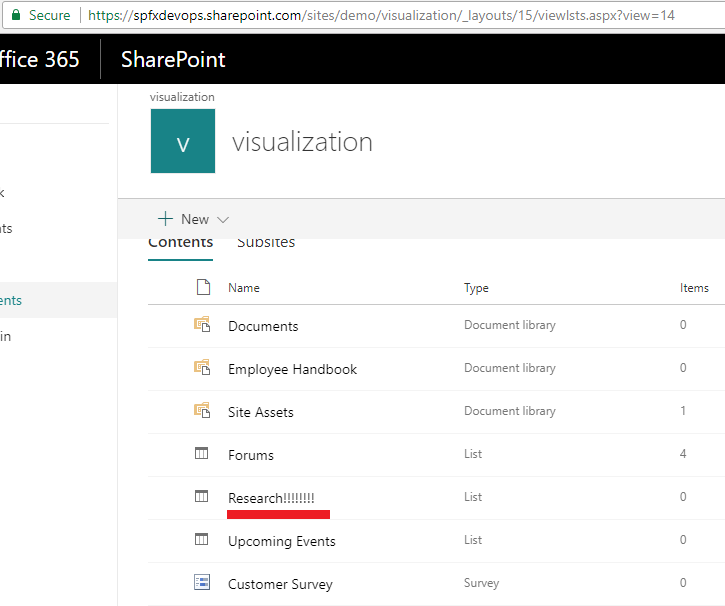 Secure https://spfxdevops.sharepoint.com/sites/demo/visualization/_layouts/15/viewlsts.aspx?view=14
ffice 365 SharePoint
visualization
V visualization
k
ts
ents
in
New
Contents Subsites
Name Type Items
Documents Document library 0
Employee Handbook Document library 0
Site Assets Document library 1
Forums List 4
Research!!!!!!!! List 0
Upcoming Events List 0
Customer Survey Survey 0